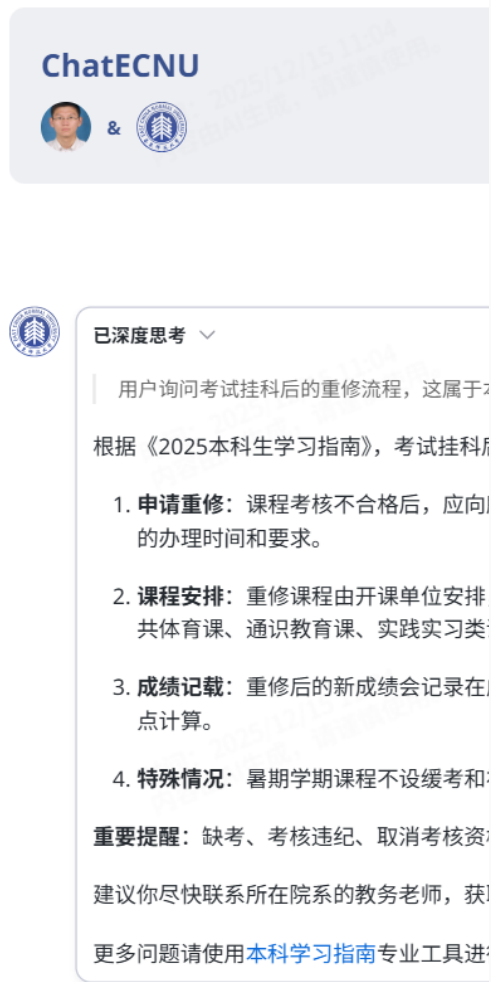 ChatECNU
&
已深度思考
用户询问考试挂科后的重修流程，这属于
根据《2025本科生学习指南》，考试挂科
1. 申请重修：课程考核不合格后，应向
的办理时间和要求。
2. 课程安排：重修课程由开课单位安排
共体育课、通识教育课、实践实习类
3. 成绩记载：重修后的新成绩会记录在
点计算。
4. 特殊情况：暑期学期课程不设缓考和
重要提醒：缺考、考核违纪、取消考核资
建议你尽快联系所在院系的教务老师，获
更多问题请使用本科学习指南专业工具进